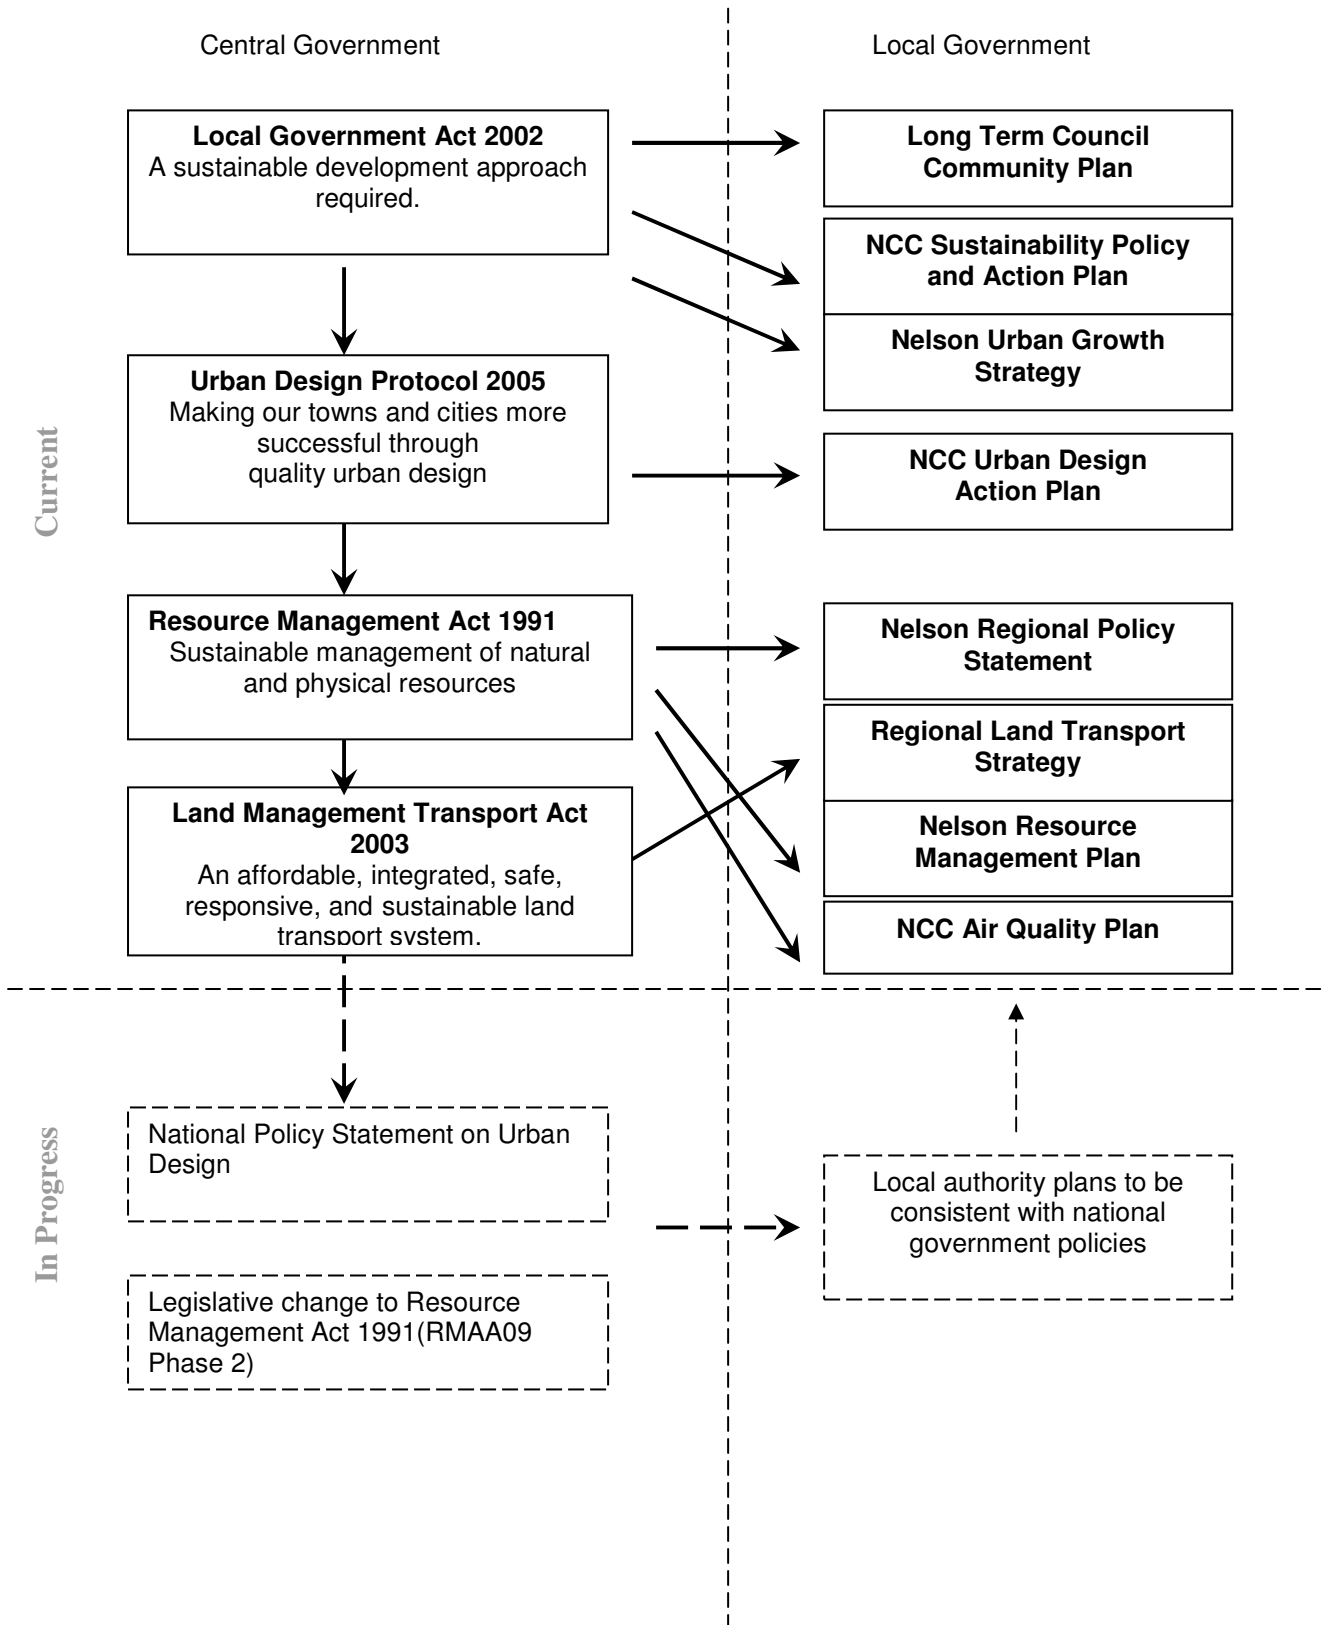 Central Government
Local Government
Current
Local Government Act 2002
A sustainable development approach
required.
Urban Design Protocol 2005
Making our towns and cities more
successful through
quality urban design
Resource Management Act 1991
Sustainable management of natural
and physical resources
Land Management Transport Act
2003
An affordable, integrated, safe,
responsive, and sustainable land
transport system.
Long Term Council
Community Plan
NCC Sustainability Policy
and Action Plan
Nelson Urban Growth
Strategy
NCC Urban Design
Action Plan
Nelson Regional Policy
Statement
Regional Land Transport
Strategy
Nelson Resource
Management Plan
NCC Air Quality Plan
In Progress
National Policy Statement on Urban
Design
Legislative change to Resource
Management Act 1991(RMAA09
Phase 2)
Local authority plans to be
consistent with national
government policies